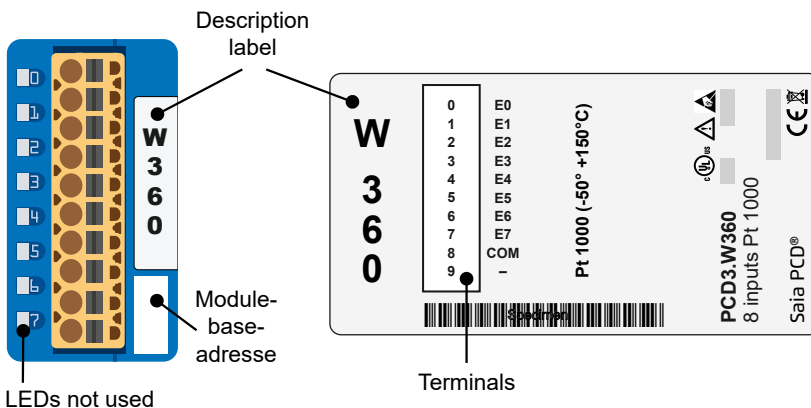 Description
label
0
1
2
3
4
5
6
7
W
3
6
0
Module-
base-
adresse
LEDs not used
W
3
6
0
0 E0
1 E1
2 E2
3 E3
4 E4
5 E5
6 E6
7 E7
8 COM
9 –
Pt 1000 (-50° +150°C)
Specimen
c UL us
PCD3.W360
8 inputs Pt 1000
CE
Saia PCD®
Terminals